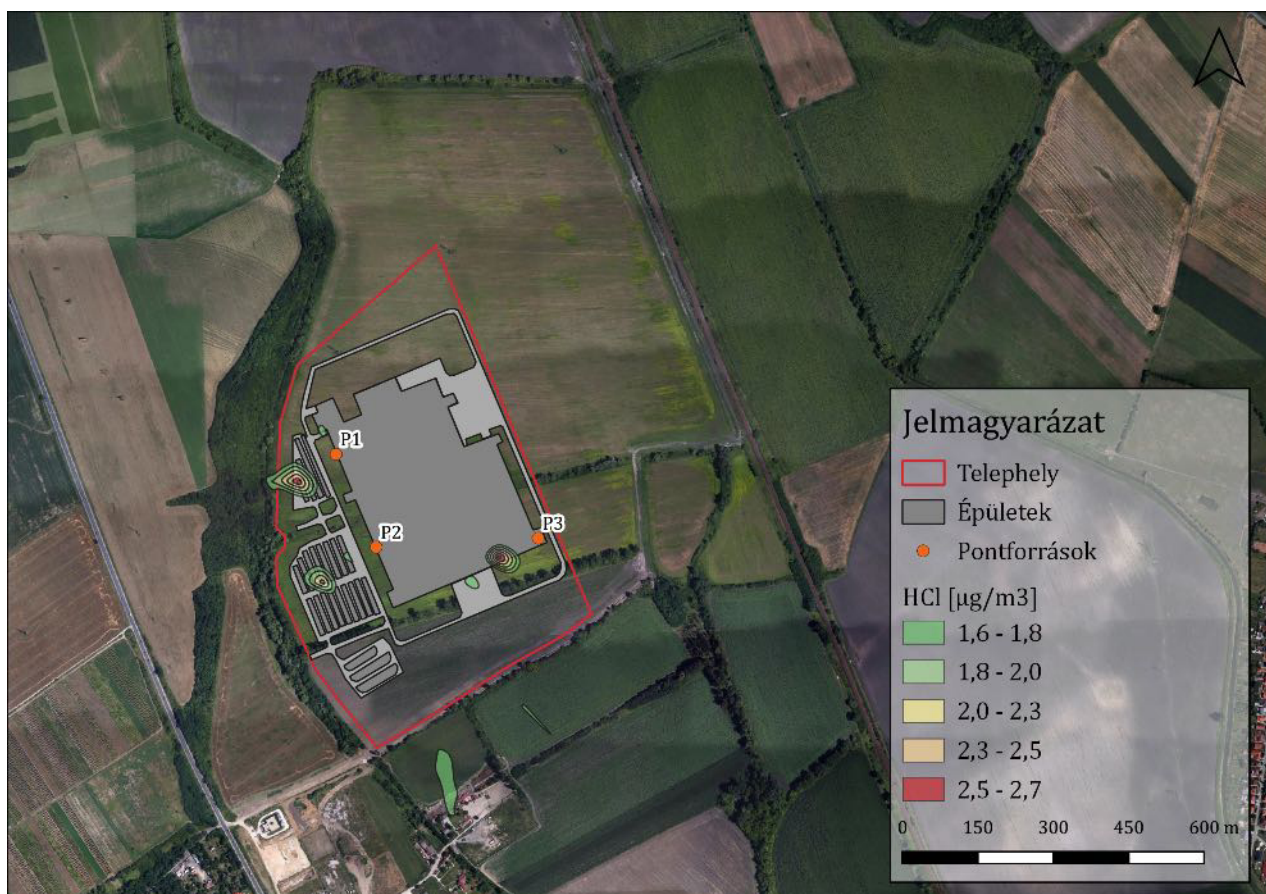 P1
P2
P3
Jelmagyarázat
Telephely
Épületek
Pontforrások
HCl [µg/m3]
1,6 - 1,8
1,8 - 2,0
2,0 - 2,3
2,3 - 2,5
2,5 - 2,7
0 150 300 450 600 m